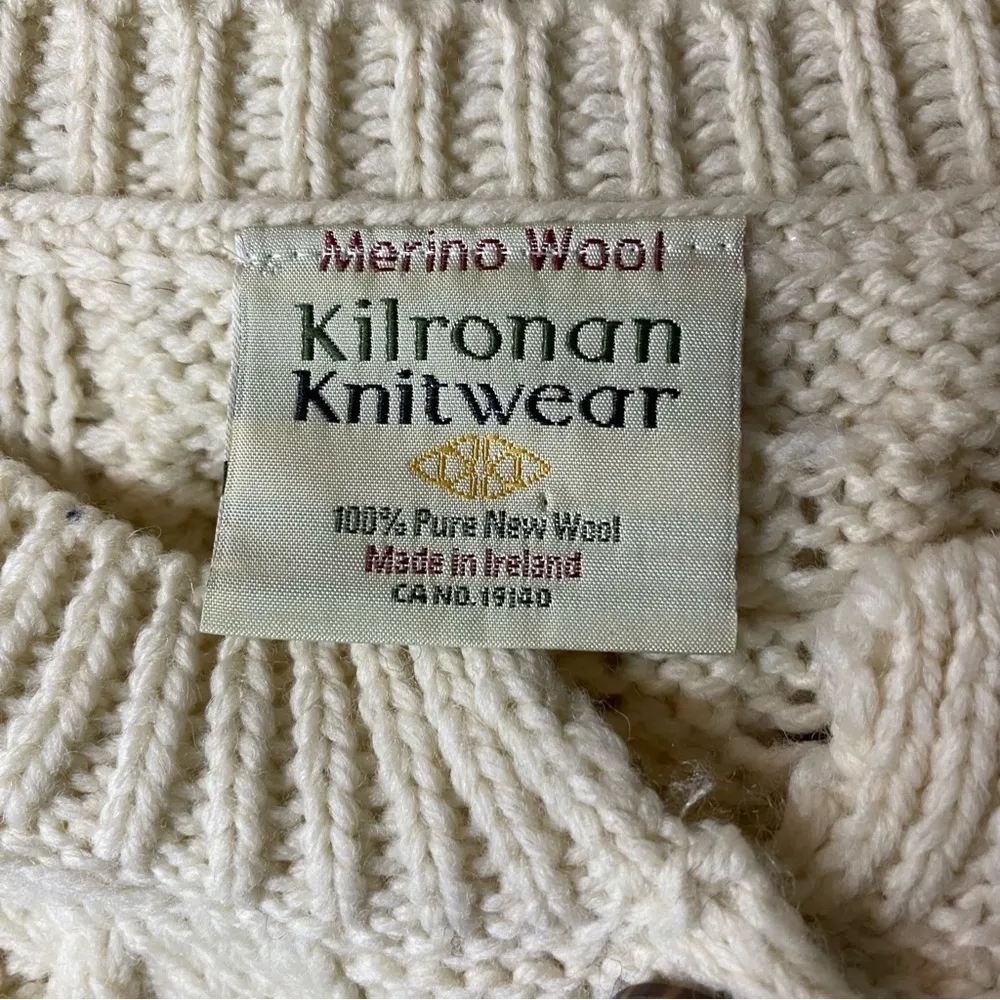 Merino Wool
Kilronan
Knitwear
100% Pure New Wool
Made in Ireland
CA NO.19140